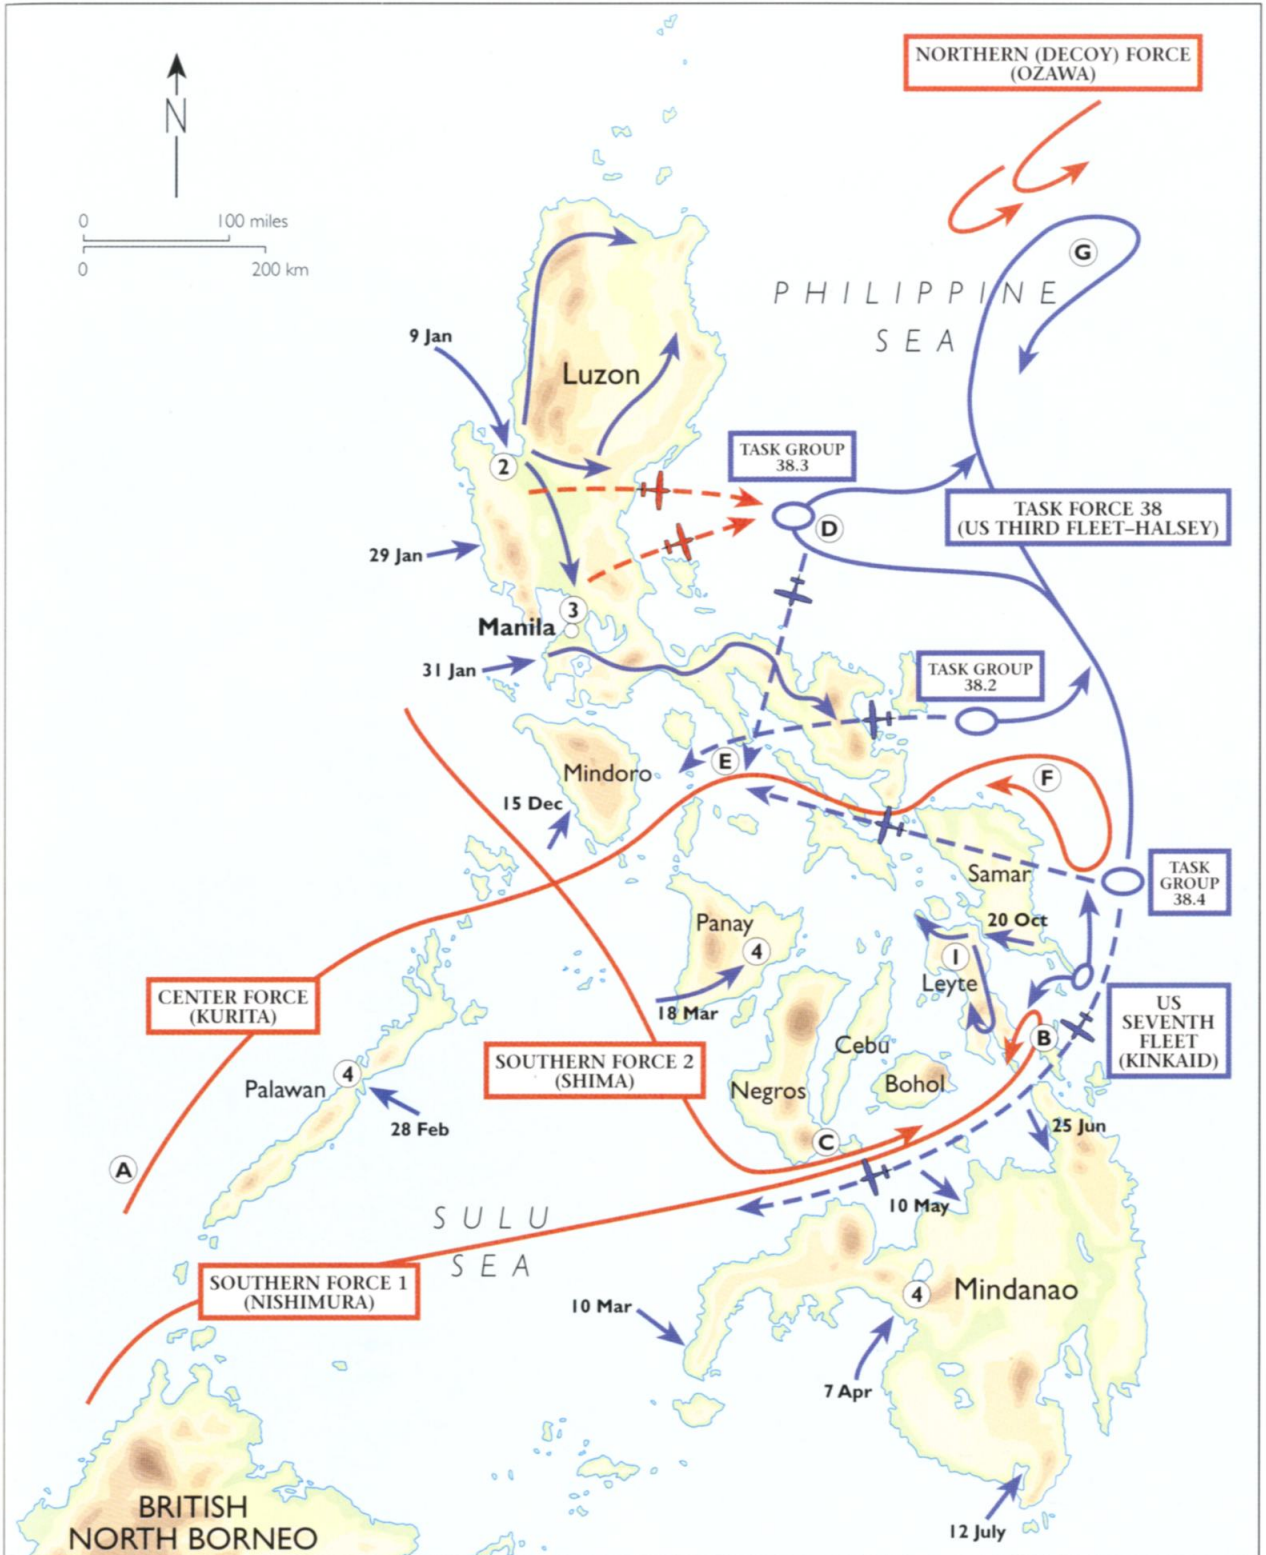 NORTHERN (DECOY) FORCE
(OZAWA)
N
0 100 miles
0 200 km
G
PHILIPPINE
SEA
9 Jan
Luzon
2
TASK GROUP
38.3
TASK FORCE 38
(US THIRD FLEET–HALSEY)
D
29 Jan
3
Manila
31 Jan
TASK GROUP
38.2
E
Mindoro
F
15 Dec
Samar
TASK
GROUP
38.4
20 Oct
Panay
4
1
Leyte
CENTER FORCE
(KURITA)
18 Mar
US
SEVENTH
FLEET
(KINKAID)
B
Cebu
SOUTHERN FORCE 2
(SHIMA)
Palawan
4
Negros
Bohol
28 Feb
25 Jun
C
A
10 May
SULU
SEA
SOUTHERN FORCE 1
(NISHIMURA)
4
Mindanao
10 Mar
7 Apr
BRITISH
NORTH BORNEO
12 July